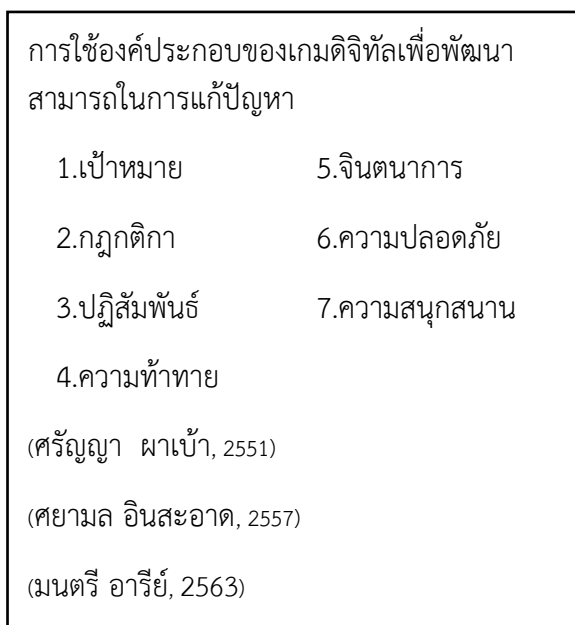 การใช้องค์ประกอบของเกมดิจิทัลเพื่อพัฒนา
สามารถในการแก้ปัญหา
1.เป้าหมาย 5.จินตนาการ
2.กฎกติกา 6.ความปลอดภัย
3.ปฏิสัมพันธ์ 7.ความสนุกสนาน
4.ความท้าทาย
(ศรัญญา ผาเบ้า, 2551)
(ศยามล อินสะอาด, 2557)
(มนตรี อารีย์, 2563)